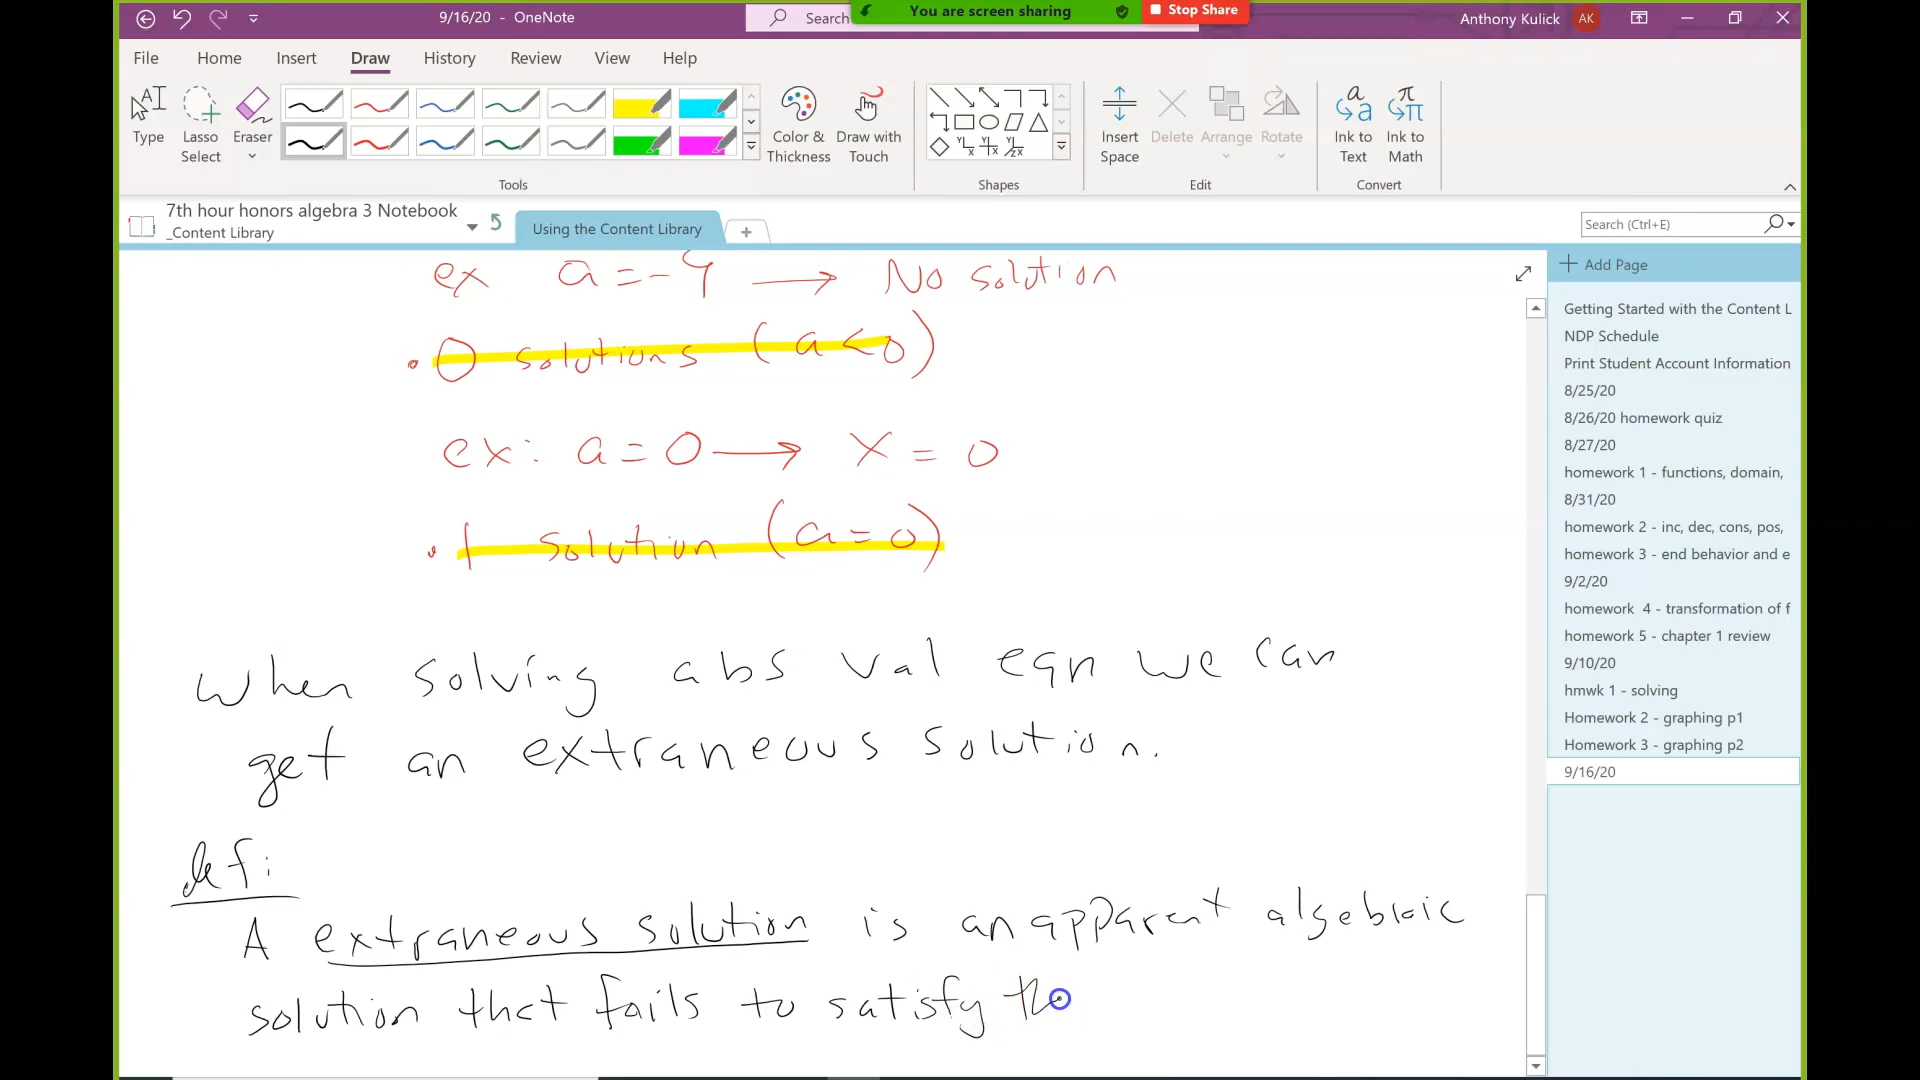 9/16/20 - OneNote
Search
You are screen sharing
Stop Share
Anthony Kulick
AK
File Home Insert Draw History Review View Help
Type
Lasso Select
Eraser
Color & Thickness
Draw with Touch
Insert Space
Delete
Arrange
Rotate
Ink to Text
Ink to Math
Tools
Shapes
Edit
Convert
7th hour honors algebra 3 Notebook
_Content Library
Using the Content Library
Search (Ctrl+E)
ex a = -4 → No solution
• 0 solutions (a < 0)
ex: a = 0 → x = 0
• 1 solution (a = 0)
When solving abs val eqn we can
get an extraneous solution.
def:
A extraneous solution is an apparent algebraic
solution that fails to satisfy the
Add Page
Getting Started with the Content L
NDP Schedule
Print Student Account Information
8/25/20
8/26/20 homework quiz
8/27/20
homework 1 - functions, domain,
8/31/20
homework 2 - inc, dec, cons, pos,
homework 3 - end behavior and e
9/2/20
homework 4 - transformation of f
homework 5 - chapter 1 review
9/10/20
hmwk 1 - solving
Homework 2 - graphing p1
Homework 3 - graphing p2
9/16/20